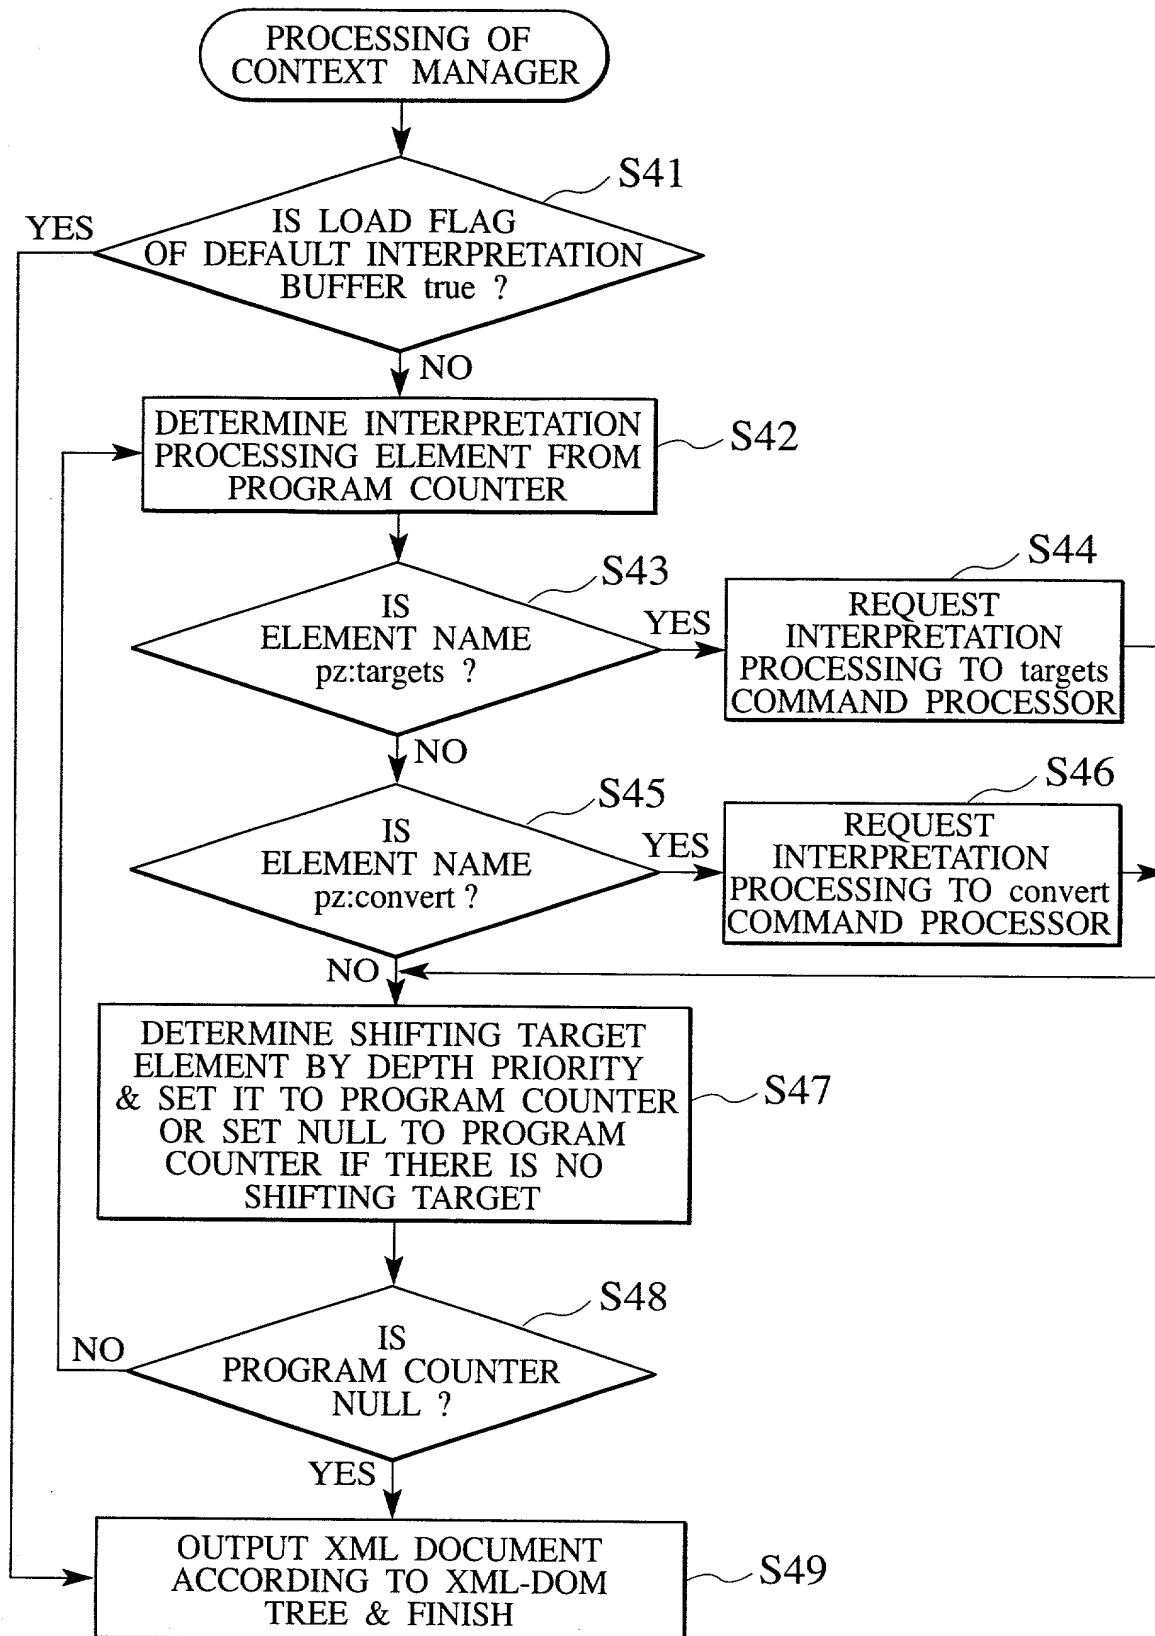 PROCESSING OF
CONTEXT MANAGER
S41
YES
IS LOAD FLAG
OF DEFAULT INTERPRETATION
BUFFER true ?
NO
DETERMINE INTERPRETATION
PROCESSING ELEMENT FROM
PROGRAM COUNTER
S42
S43
IS
ELEMENT NAME
pz:targets ?
YES
S44
REQUEST
INTERPRETATION
PROCESSING TO targets
COMMAND PROCESSOR
NO
S45
IS
ELEMENT NAME
pz:convert ?
YES
S46
REQUEST
INTERPRETATION
PROCESSING TO convert
COMMAND PROCESSOR
NO
DETERMINE SHIFTING TARGET
ELEMENT BY DEPTH PRIORITY
& SET IT TO PROGRAM COUNTER
OR SET NULL TO PROGRAM
COUNTER IF THERE IS NO
SHIFTING TARGET
S47
S48
NO
IS
PROGRAM COUNTER
NULL ?
YES
OUTPUT XML DOCUMENT
ACCORDING TO XML-DOM
TREE & FINISH
S49